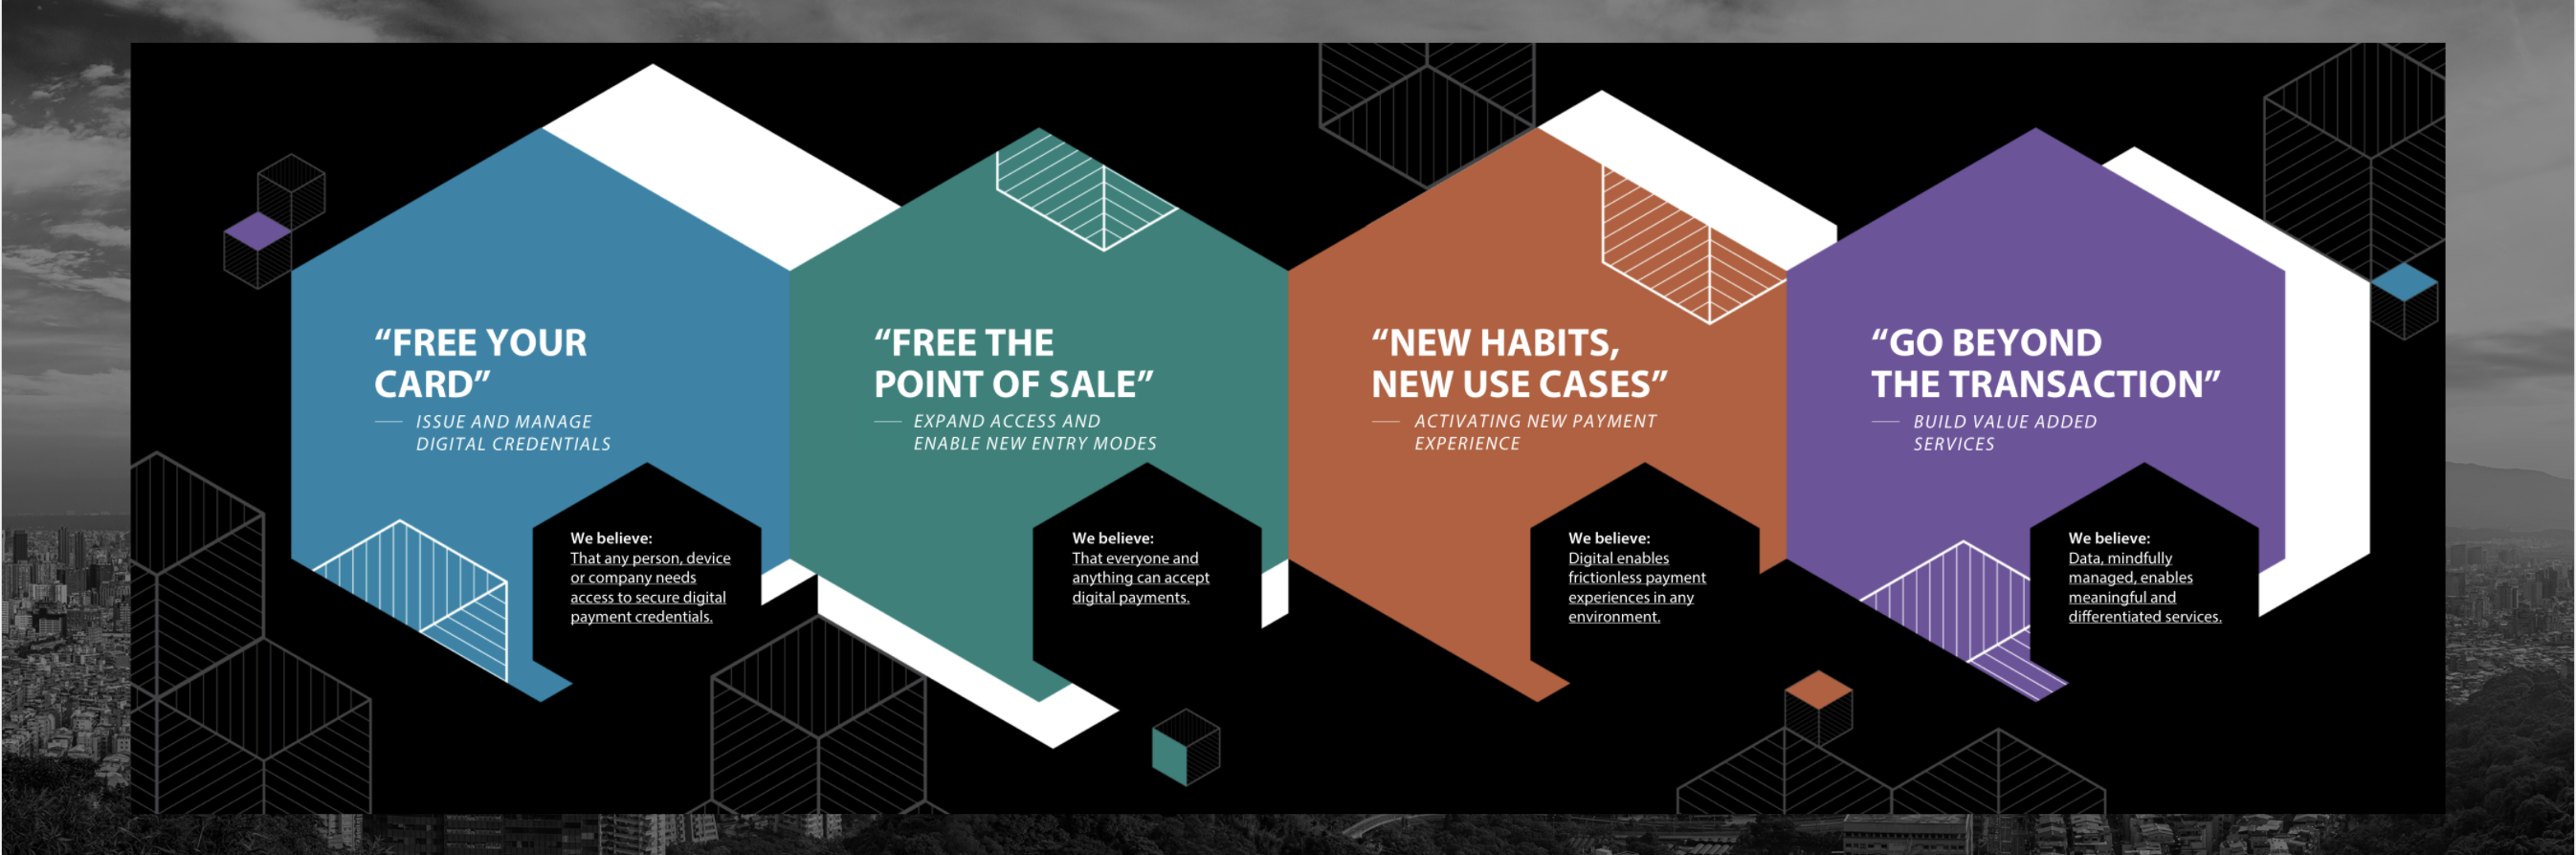 “FREE YOUR
CARD”
ISSUE AND MANAGE
DIGITAL CREDENTIALS
We believe:
That any person, device
or company needs
access to secure digital
payment credentials.
“FREE THE
POINT OF SALE”
EXPAND ACCESS AND
ENABLE NEW ENTRY MODES
We believe:
That everyone and
anything can accept
digital payments.
“NEW HABITS,
NEW USE CASES”
ACTIVATING NEW PAYMENT
EXPERIENCE
We believe:
Digital enables
frictionless payment
experiences in any
environment.
“GO BEYOND
THE TRANSACTION”
BUILD VALUE ADDED
SERVICES
We believe:
Data, mindfully
managed, enables
meaningful and
differentiated services.